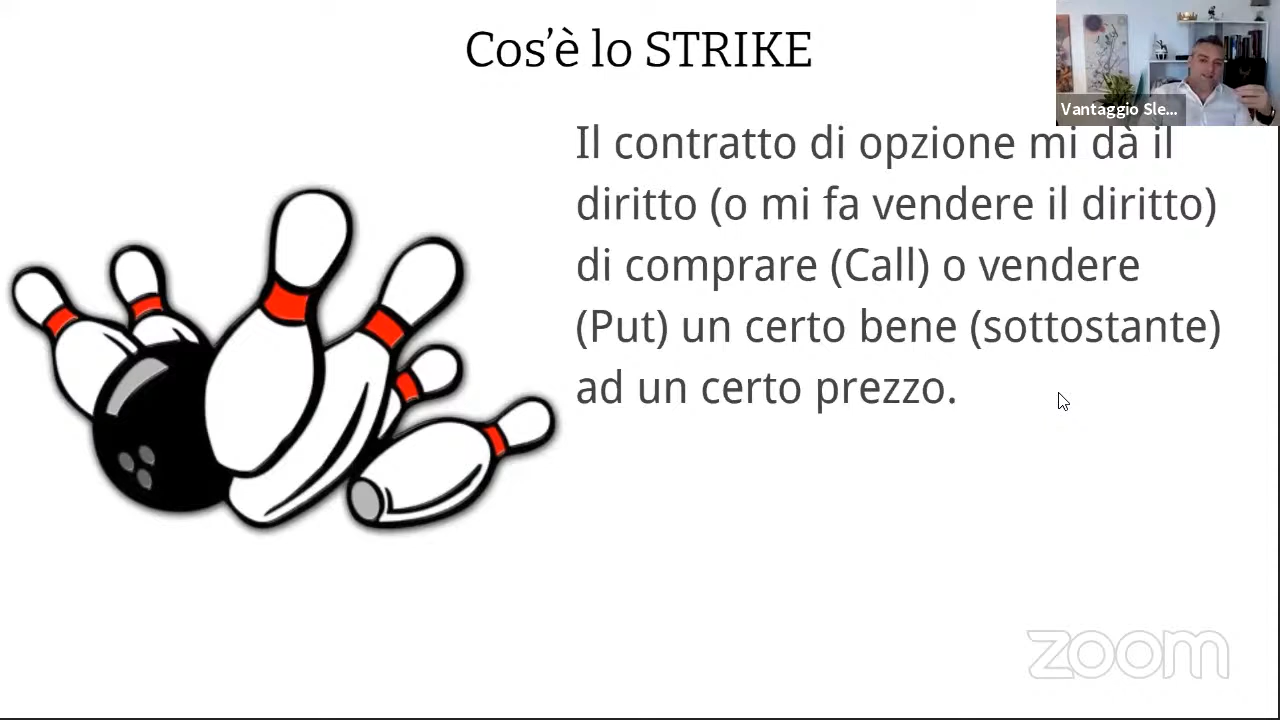 Cos'è lo STRIKE
Vantaggio Sle...
Il contratto di opzione mi dà il
diritto (o mi fa vendere il diritto)
di comprare (Call) o vendere
(Put) un certo bene (sottostante)
ad un certo prezzo.
zoom